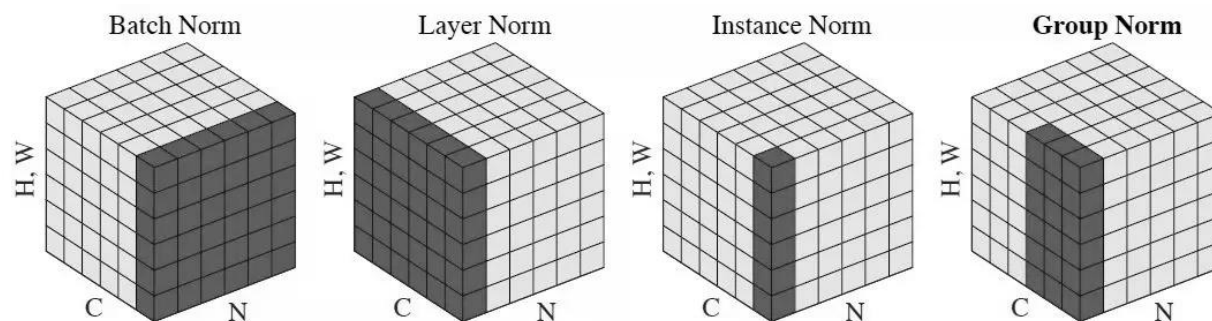 Batch Norm
Layer Norm
Instance Norm
Group Norm
H, W
C
N
H, W
C
N
H, W
C
N
H, W
C
N